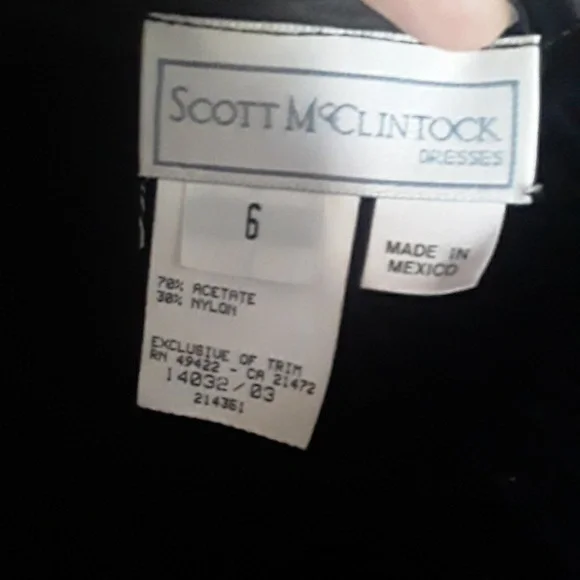 SCOTT McCLINTOCK
DRESSES
6
MADE IN
MEXICO
70% ACETATE
30% NYLON
EXCLUSIVE OF TRIM
RN 49422 - CA 21472
14032/03
214361